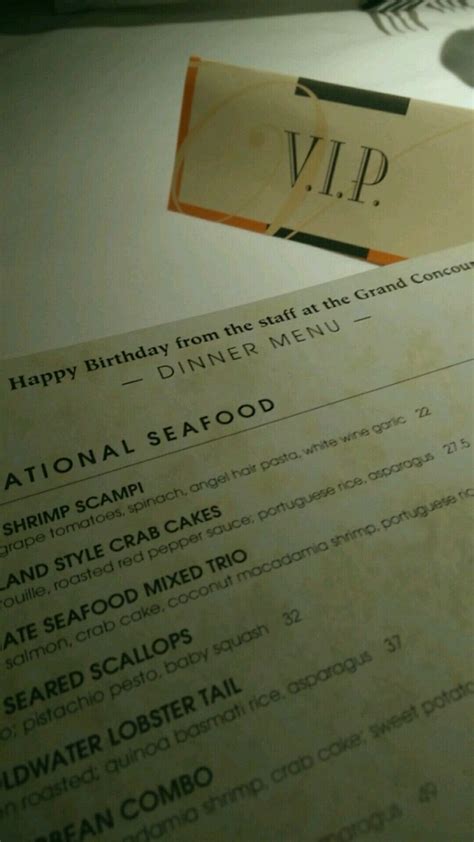 V.I.P.
Happy Birthday from the staff at the Grand Concour
— DINNER MENU —
ATIONAL SEAFOOD
SHRIMP SCAMPI
grape tomatoes, spinach, angel hair pasta, white wine garlic 22
LAND STYLE CRAB CAKES
rouille, roasted red pepper sauce; portuguese rice, asparagus 27.5
ATE SEAFOOD MIXED TRIO
salmon, crab cake, coconut macadamia shrimp, portuguese ric
SEARED SCALLOPS
o; pistachio pesto, baby squash 32
LDWATER LOBSTER TAIL
n roasted; quinoa basmati rice, asparagus 37
BBEAN COMBO
adamia shrimp, crab cake; sweet potato
asparagus 49